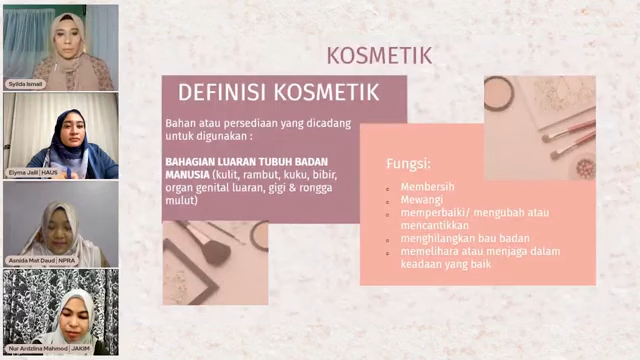 KOSMETIK
DEFINISI KOSMETIK
Bahan atau persediaan yang dicadang
untuk digunakan :
BAHAGIAN LUARAN TUBUH BADAN
MANUSIA (kulit, rambut, kuku, bibir,
organ genital luaran, gigi & rongga
mulut)
Fungsi:
Membersih
Mewangi
memperbaiki/ mengubah atau
mencantikkan
menghilangkan bau badan
memelihara atau menjaga dalam
keadaan yang baik
Syilda Ismail
Elyma Jalil | HAUS
Asnida Mat Daud | NPRA
Nur Ardziina Mahmod | JAKIM